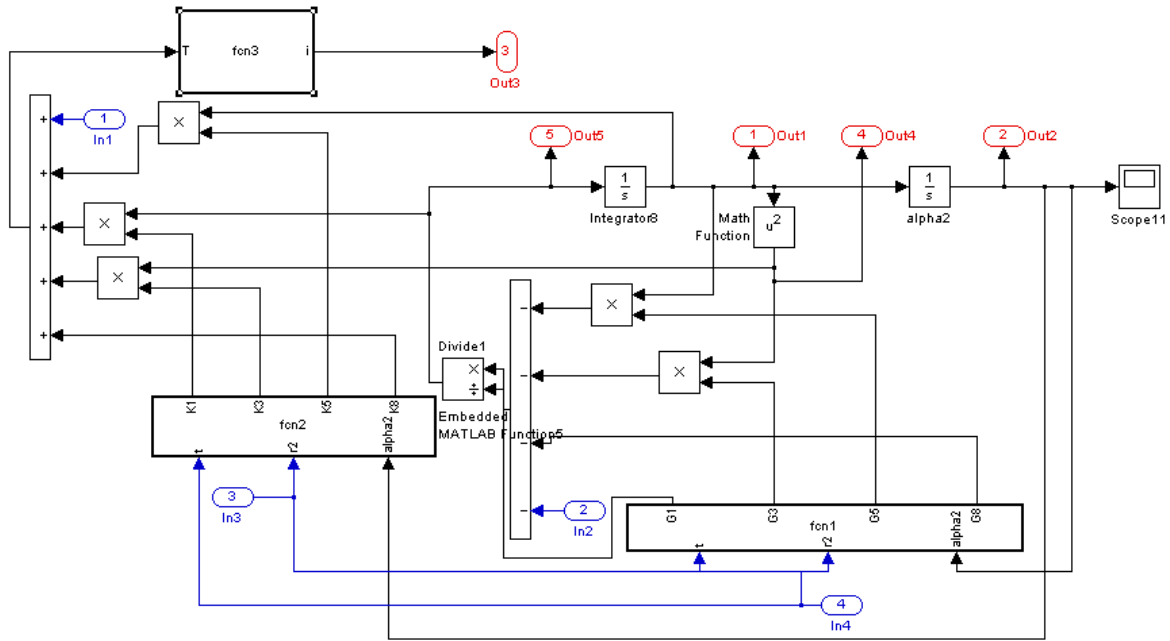 T fcn3 i
3
Out3
+ 1
In1
×
+
5 Out5
1 Out1
4 Out4
2 Out2
1
s
Integrator8
1
s
alpha2
Scope11
Math
Function
u²
+ ×
+ ×
+
− ×
− ×
Divide1
×
÷
Embedded
MATLAB Function5
−
− 2
In2
K1 K3 K5 K8
fcn2
t r2 alpha2
3
In3
G1 G3 G5 G8
fcn1
t r2 alpha2
4
In4